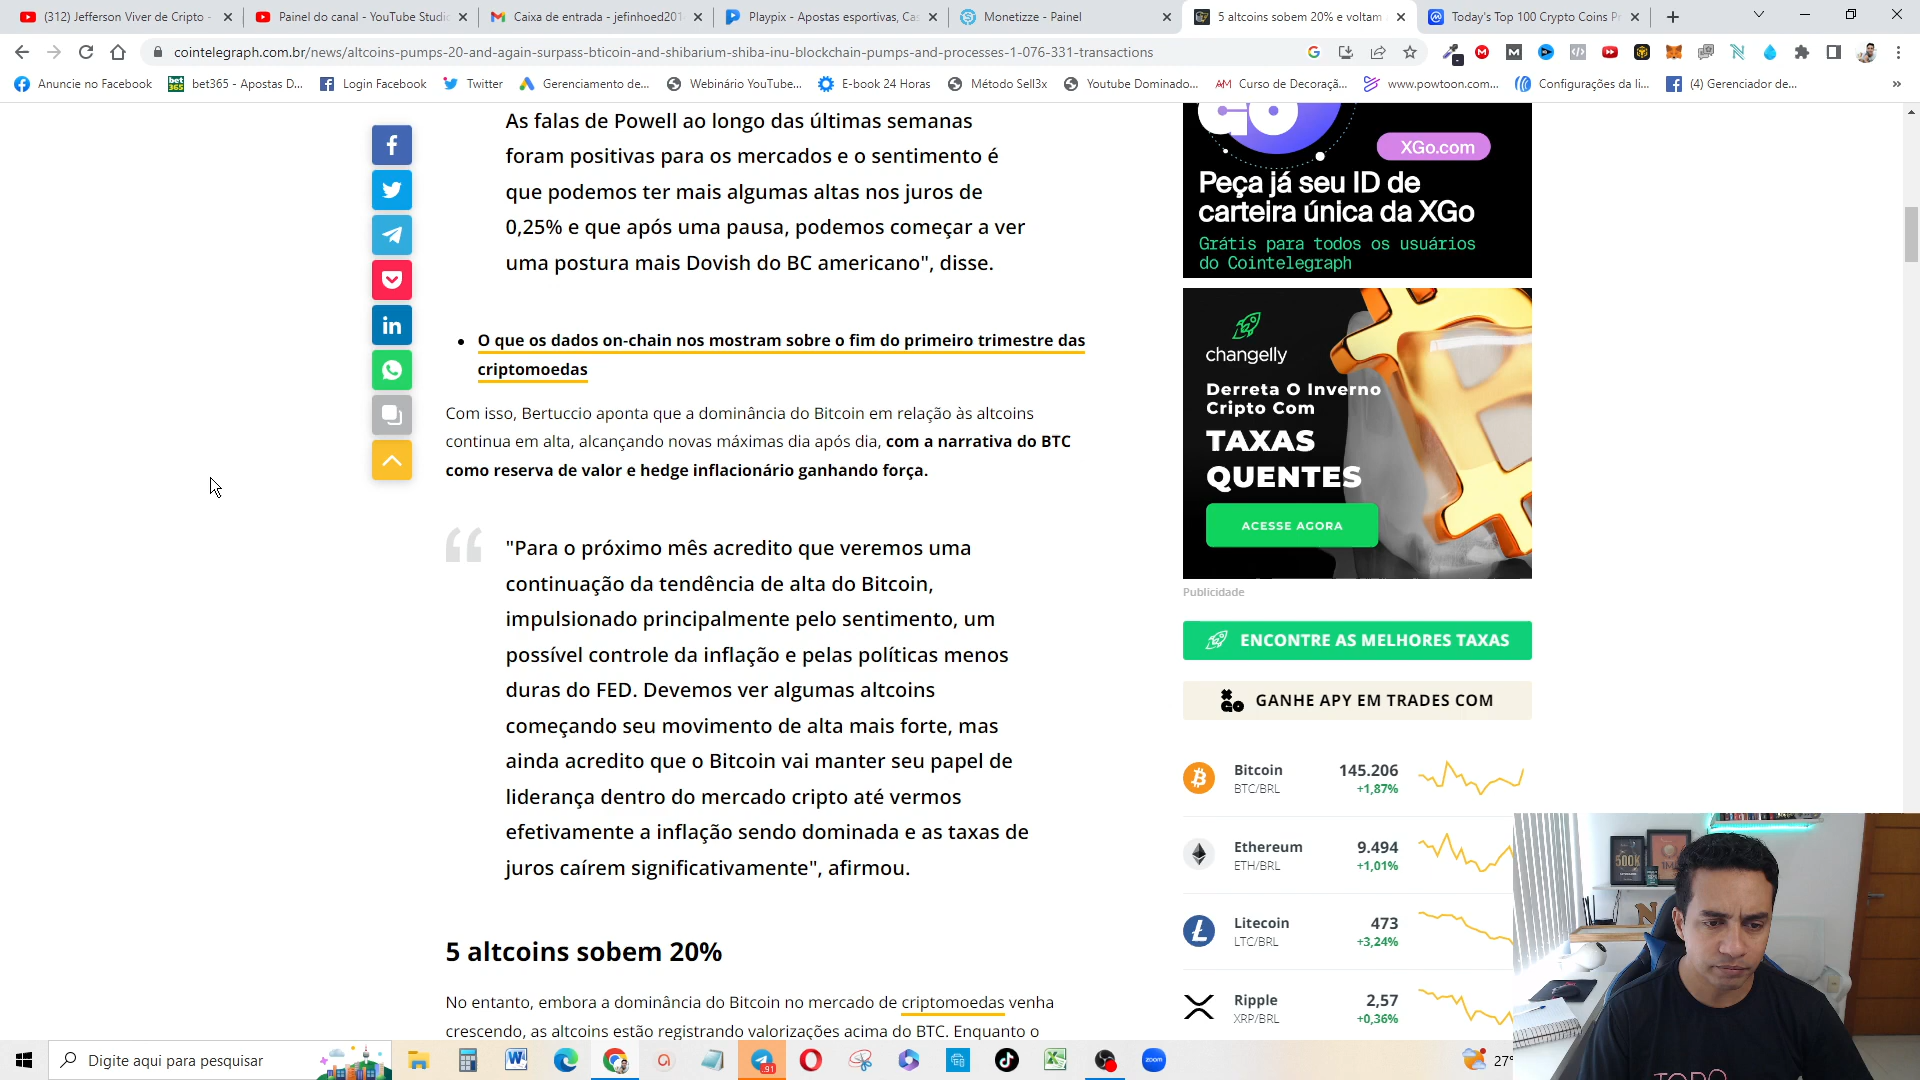 (312) Jefferson Viver de Cripto -
Painel do canal - YouTube Studio
Caixa de entrada - jefinhoed201
Playpix - Apostas esportivas, Cas
Monetizze - Painel
5 altcoins sobem 20% e voltam
Today's Top 100 Crypto Coins Pr
cointelegraph.com.br/news/altcoins-pumps-20-and-again-surpass-bticoin-and-shibarium-shiba-inu-blockchain-pumps-and-processes-1-076-331-transactions
Anuncie no Facebook
bet365 - Apostas D...
Login Facebook
Twitter
Gerenciamento de...
Webinário YouTube...
E-book 24 Horas
Método Sell3x
Youtube Dominado...
Curso de Decoraçã...
www.powtoon.com...
Configurações da li...
(4) Gerenciador de...
As falas de Powell ao longo das últimas semanas
foram positivas para os mercados e o sentimento é
que podemos ter mais algumas altas nos juros de
0,25% e que após uma pausa, podemos começar a ver
uma postura mais Dovish do BC americano", disse.
O que os dados on-chain nos mostram sobre o fim do primeiro trimestre das
criptomoedas
Com isso, Bertuccio aponta que a dominância do Bitcoin em relação às altcoins
continua em alta, alcançando novas máximas dia após dia, com a narrativa do BTC
como reserva de valor e hedge inflacionário ganhando força.
"Para o próximo mês acredito que veremos uma
continuação da tendência de alta do Bitcoin,
impulsionado principalmente pelo sentimento, um
possível controle da inflação e pelas políticas menos
duras do FED. Devemos ver algumas altcoins
começando seu movimento de alta mais forte, mas
ainda acredito que o Bitcoin vai manter seu papel de
liderança dentro do mercado cripto até vermos
efetivamente a inflação sendo dominada e as taxas de
juros caírem significativamente", afirmou.
5 altcoins sobem 20%
No entanto, embora a dominância do Bitcoin no mercado de criptomoedas venha
crescendo, as altcoins estão registrando valorizações acima do BTC. Enquanto o
XGo.com
Peça já seu ID de
carteira única da XGo
Grátis para todos os usuários
do Cointelegraph
changelly
Derreta O Inverno
Cripto Com
TAXAS
QUENTES
ACESSE AGORA
Publicidade
ENCONTRE AS MELHORES TAXAS
GANHE APY EM TRADES COM
Bitcoin 145.206
BTC/BRL +1,87%
Ethereum 9.494
ETH/BRL +1,01%
Litecoin 473
LTC/BRL +3,24%
Ripple 2,57
XRP/BRL +0,36%
500K
1M
Digite aqui para pesquisar
91
zoom
27°